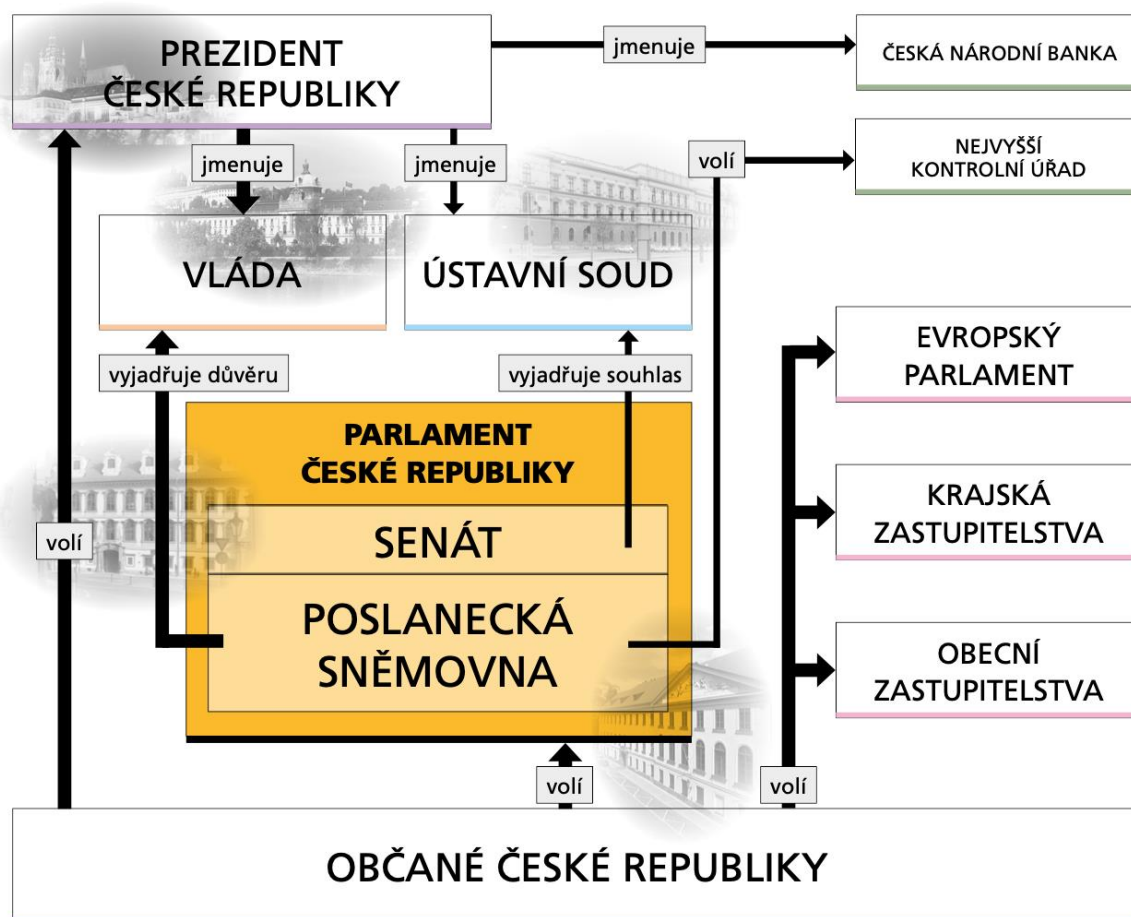 PREZIDENT
ČESKÉ REPUBLIKY
jmenuje
ČESKÁ NÁRODNÍ BANKA
jmenuje
jmenuje
volí
NEJVYŠŠÍ
KONTROLNÍ ÚŘAD
VLÁDA
ÚSTAVNÍ SOUD
vyjadřuje důvěru
vyjadřuje souhlas
EVROPSKÝ
PARLAMENT
PARLAMENT
ČESKÉ REPUBLIKY
SENÁT
KRAJSKÁ
ZASTUPITELSTVA
volí
POSLANECKÁ
SNĚMOVNA
OBECNÍ
ZASTUPITELSTVA
volí
volí
OBČANÉ ČESKÉ REPUBLIKY